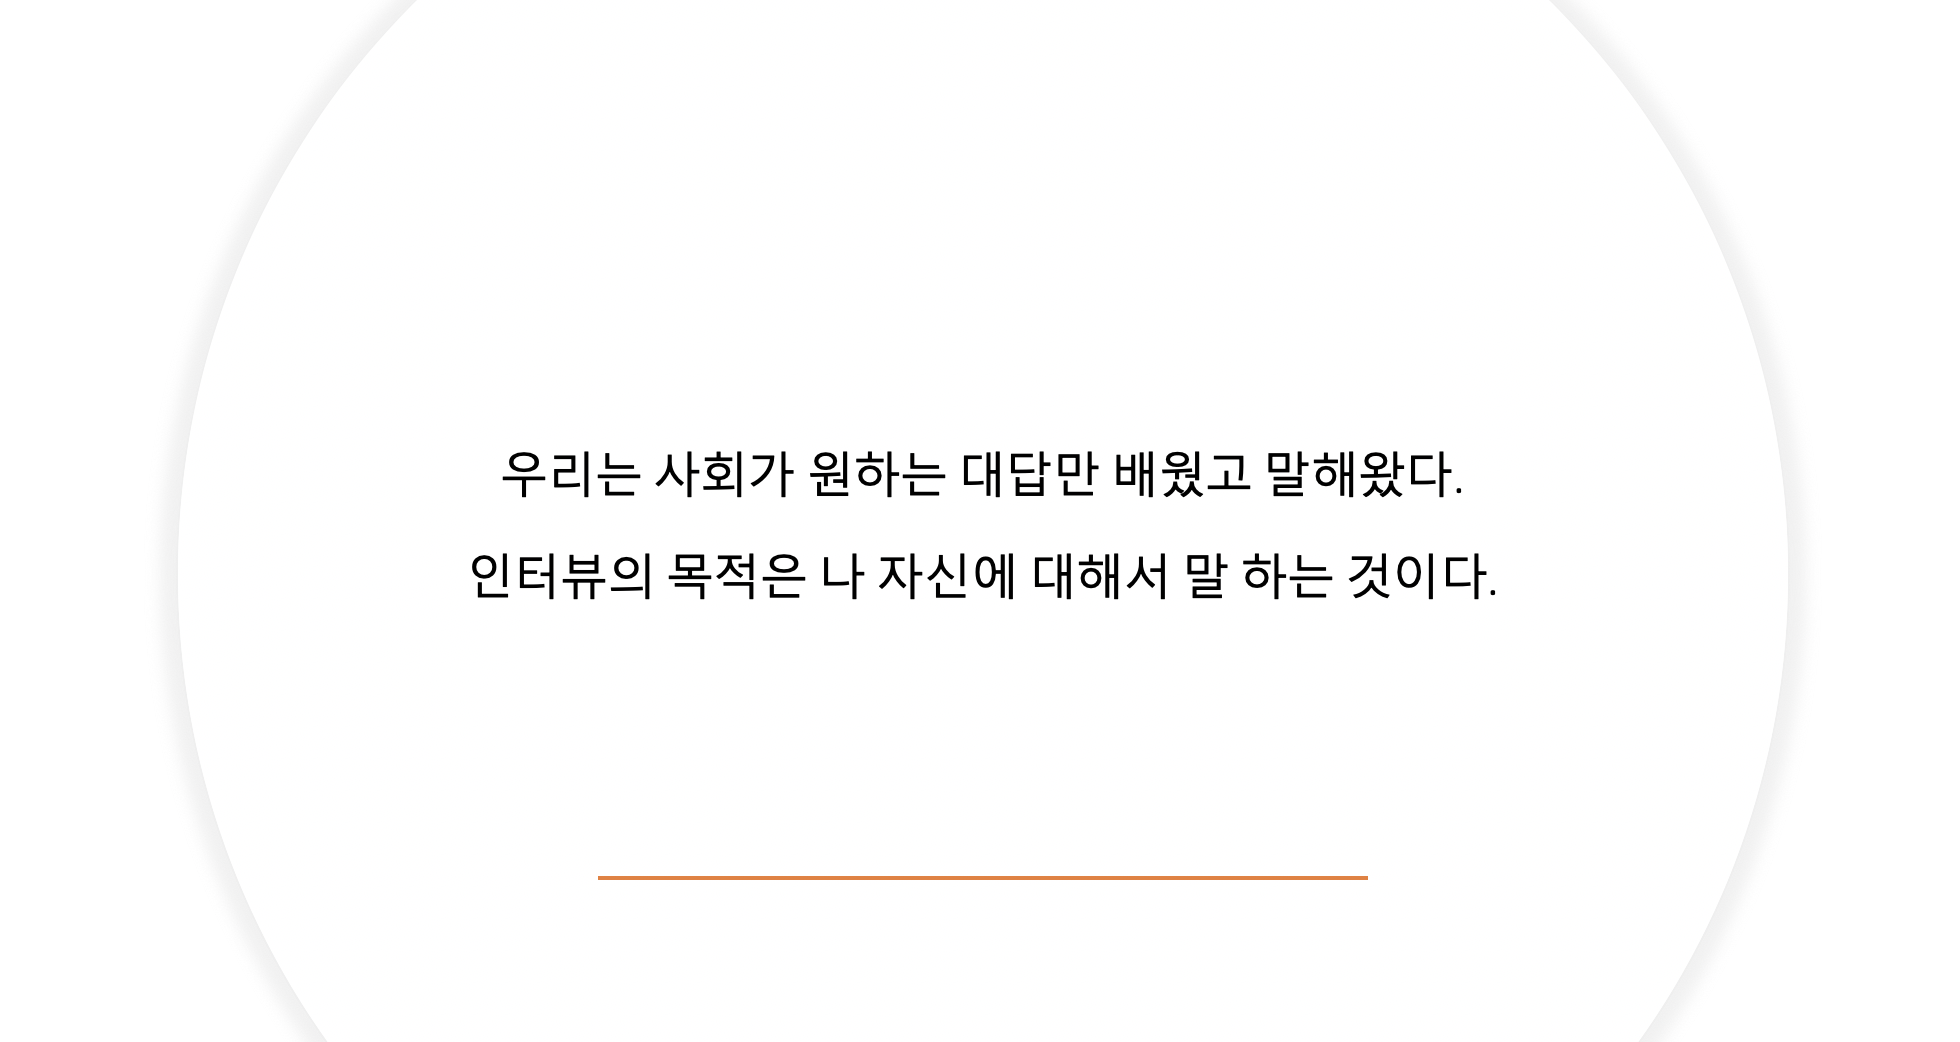 우리는 사회가 원하는 대답만 배웠고 말해왔다.
인터뷰의 목적은 나 자신에 대해서 말 하는 것이다.